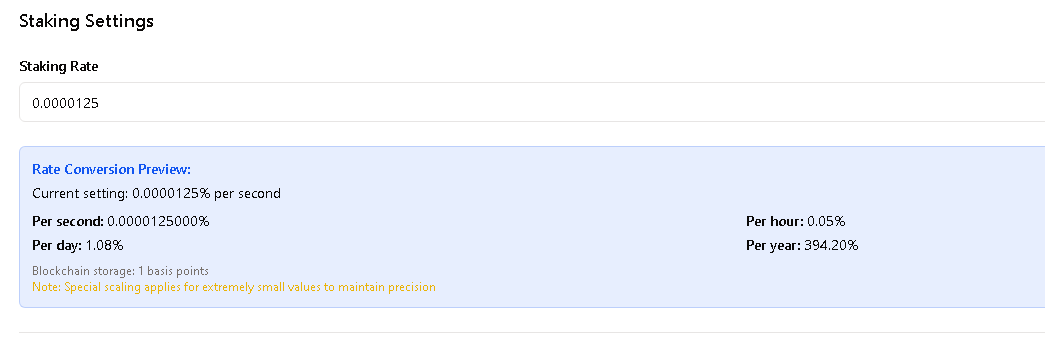 Staking Settings
Staking Rate
0.0000125
Rate Conversion Preview:
Current setting: 0.0000125% per second
Per second: 0.0000125000%
Per hour: 0.05%
Per day: 1.08%
Per year: 394.20%
Blockchain storage: 1 basis points
Note: Special scaling applies for extremely small values to maintain precision